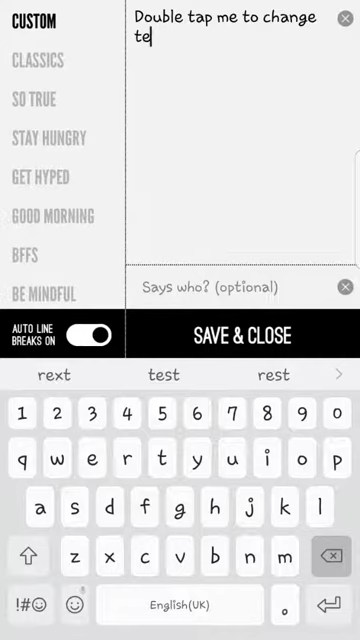 CUSTOM
CLASSICS
SO TRUE
STAY HUNGRY
GET HYPED
GOOD MORNING
BFFS
BE MINDFUL
Double tap me to change
te
Says who? (optional)
AUTO LINE
BREAKS ON
SAVE & CLOSE
rext test rest
1 2 3 4 5 6 7 8 9 0
q w e r t y u i o p
a s d f g h j k l
z x c v b n m
!#☺ English(UK) .